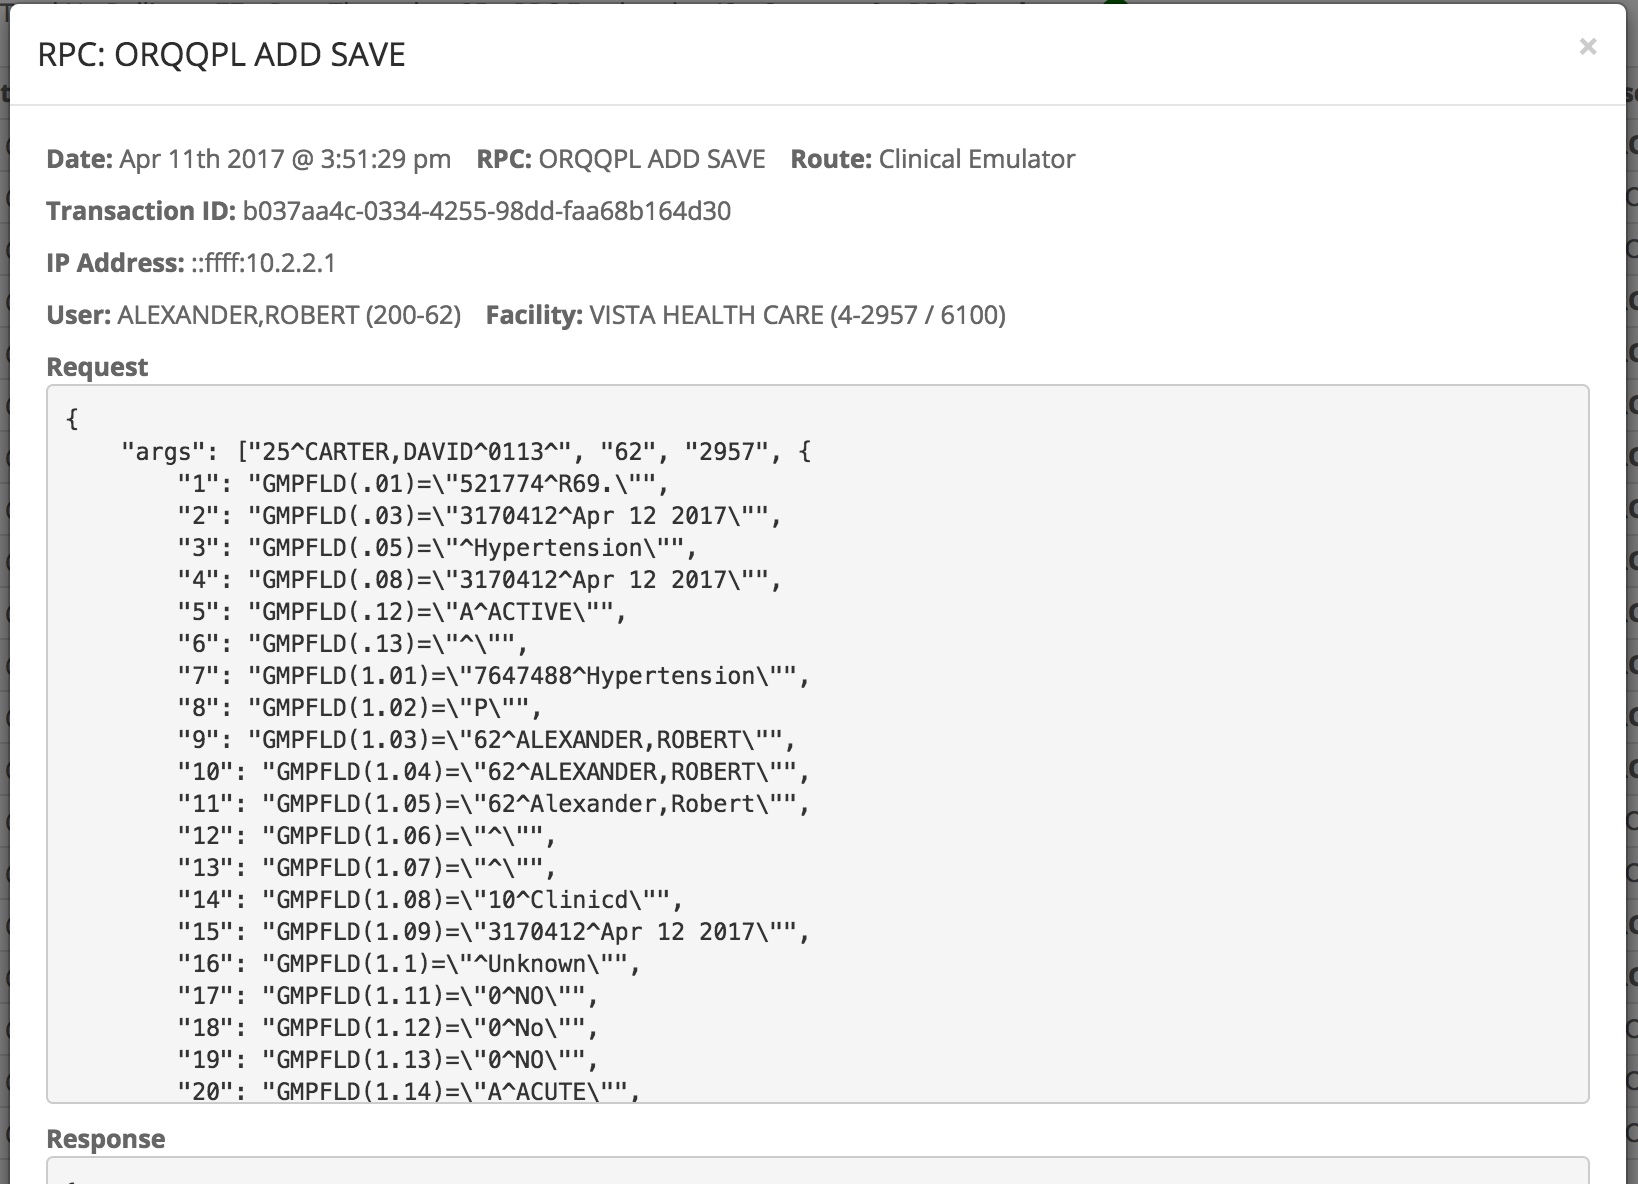 RPC: ORQQPL ADD SAVE ×
Date: Apr 11th 2017 @ 3:51:29 pm RPC: ORQQPL ADD SAVE Route: Clinical Emulator
Transaction ID: b037aa4c-0334-4255-98dd-faa68b164d30
IP Address: ::ffff:10.2.2.1
User: ALEXANDER,ROBERT (200-62) Facility: VISTA HEALTH CARE (4-2957 / 6100)
Request
{
"args": ["25^CARTER,DAVID^0113^", "62", "2957", {
"1": "GMPFLD(.01)=\"521774^R69.\"",
"2": "GMPFLD(.03)=\"3170412^Apr 12 2017\"",
"3": "GMPFLD(.05)=\"^Hypertension\"",
"4": "GMPFLD(.08)=\"3170412^Apr 12 2017\"",
"5": "GMPFLD(.12)=\"A^ACTIVE\"",
"6": "GMPFLD(.13)=\"^\"",
"7": "GMPFLD(1.01)=\"7647488^Hypertension\"",
"8": "GMPFLD(1.02)=\"P\"",
"9": "GMPFLD(1.03)=\"62^ALEXANDER,ROBERT\"",
"10": "GMPFLD(1.04)=\"62^ALEXANDER,ROBERT\"",
"11": "GMPFLD(1.05)=\"62^Alexander,Robert\"",
"12": "GMPFLD(1.06)=\"^\"",
"13": "GMPFLD(1.07)=\"^\"",
"14": "GMPFLD(1.08)=\"10^Clinicd\"",
"15": "GMPFLD(1.09)=\"3170412^Apr 12 2017\"",
"16": "GMPFLD(1.1)=\"^Unknown\"",
"17": "GMPFLD(1.11)=\"0^NO\"",
"18": "GMPFLD(1.12)=\"0^No\"",
"19": "GMPFLD(1.13)=\"0^NO\"",
"20": "GMPFLD(1.14)=\"A^ACUTE\"",
Response